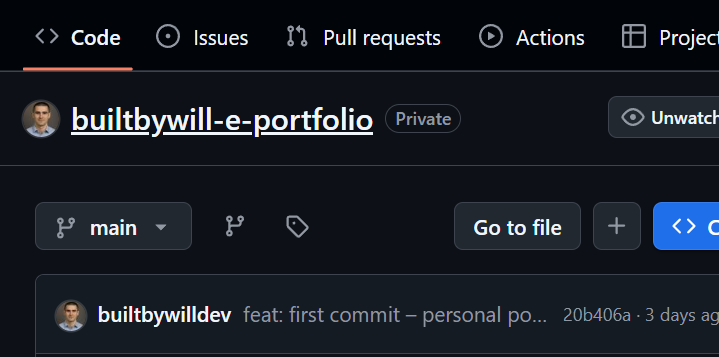 Code Issues Pull requests Actions Project
builtbywill-e-portfolio Private Unwatch
main Go to file
builtbywilldev feat: first commit – personal po... 20b406a · 3 days ag